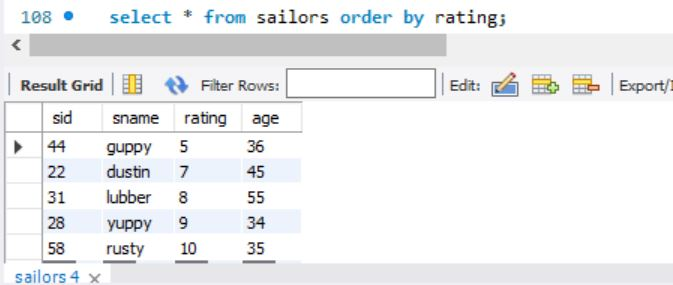 108 select * from sailors order by rating;
Result Grid Filter Rows: Edit: Export/I
sid sname rating age
44 guppy 5 36
22 dustin 7 45
31 lubber 8 55
28 yuppy 9 34
58 rusty 10 35
sailors 4 ×